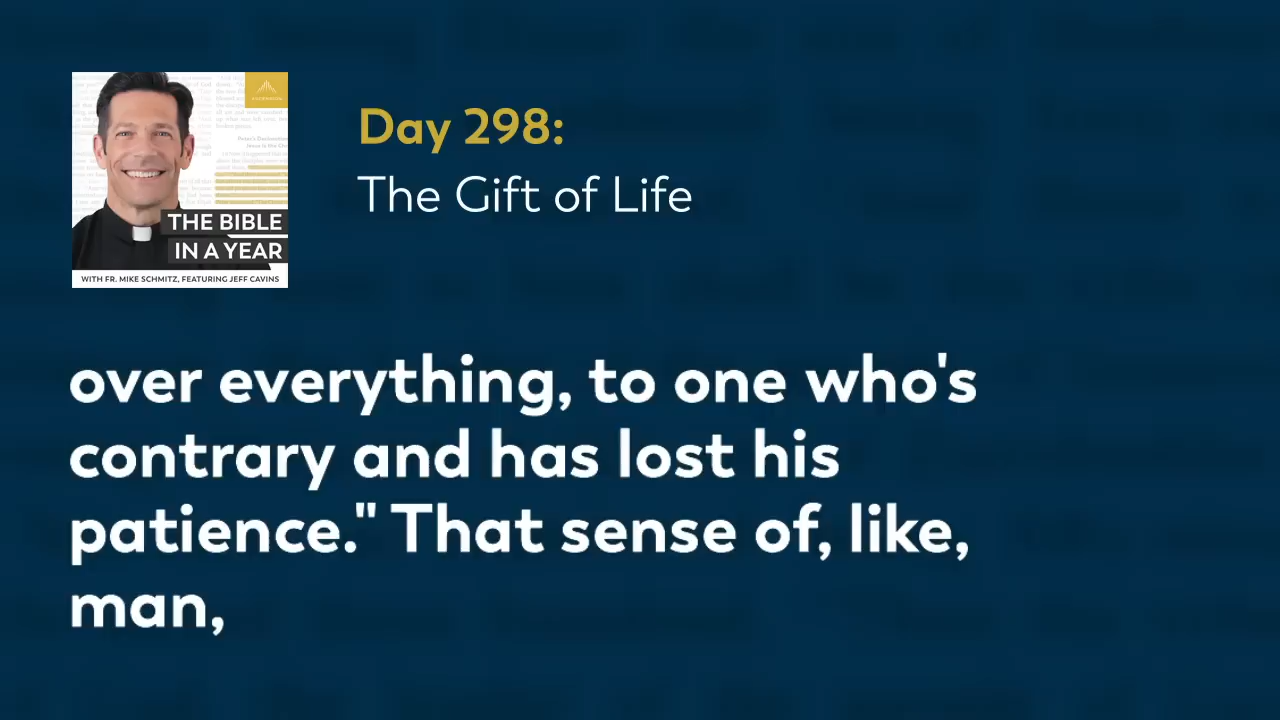 Day 298:
The Gift of Life
THE BIBLE
IN A YEAR
WITH FR. MIKE SCHMITZ, FEATURING JEFF CAVINS
over everything, to one who's
contrary and has lost his
patience." That sense of, like,
man,